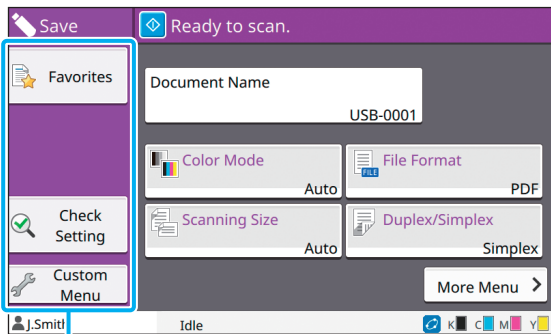 Save
Ready to scan.
Favorites
Document Name
USB-0001
Color Mode
Auto
File Format
FILE
PDF
Scanning Size
Auto
Duplex/Simplex
Simplex
Check
Setting
Custom
Menu
More Menu
J.Smith
Idle
K C M Y